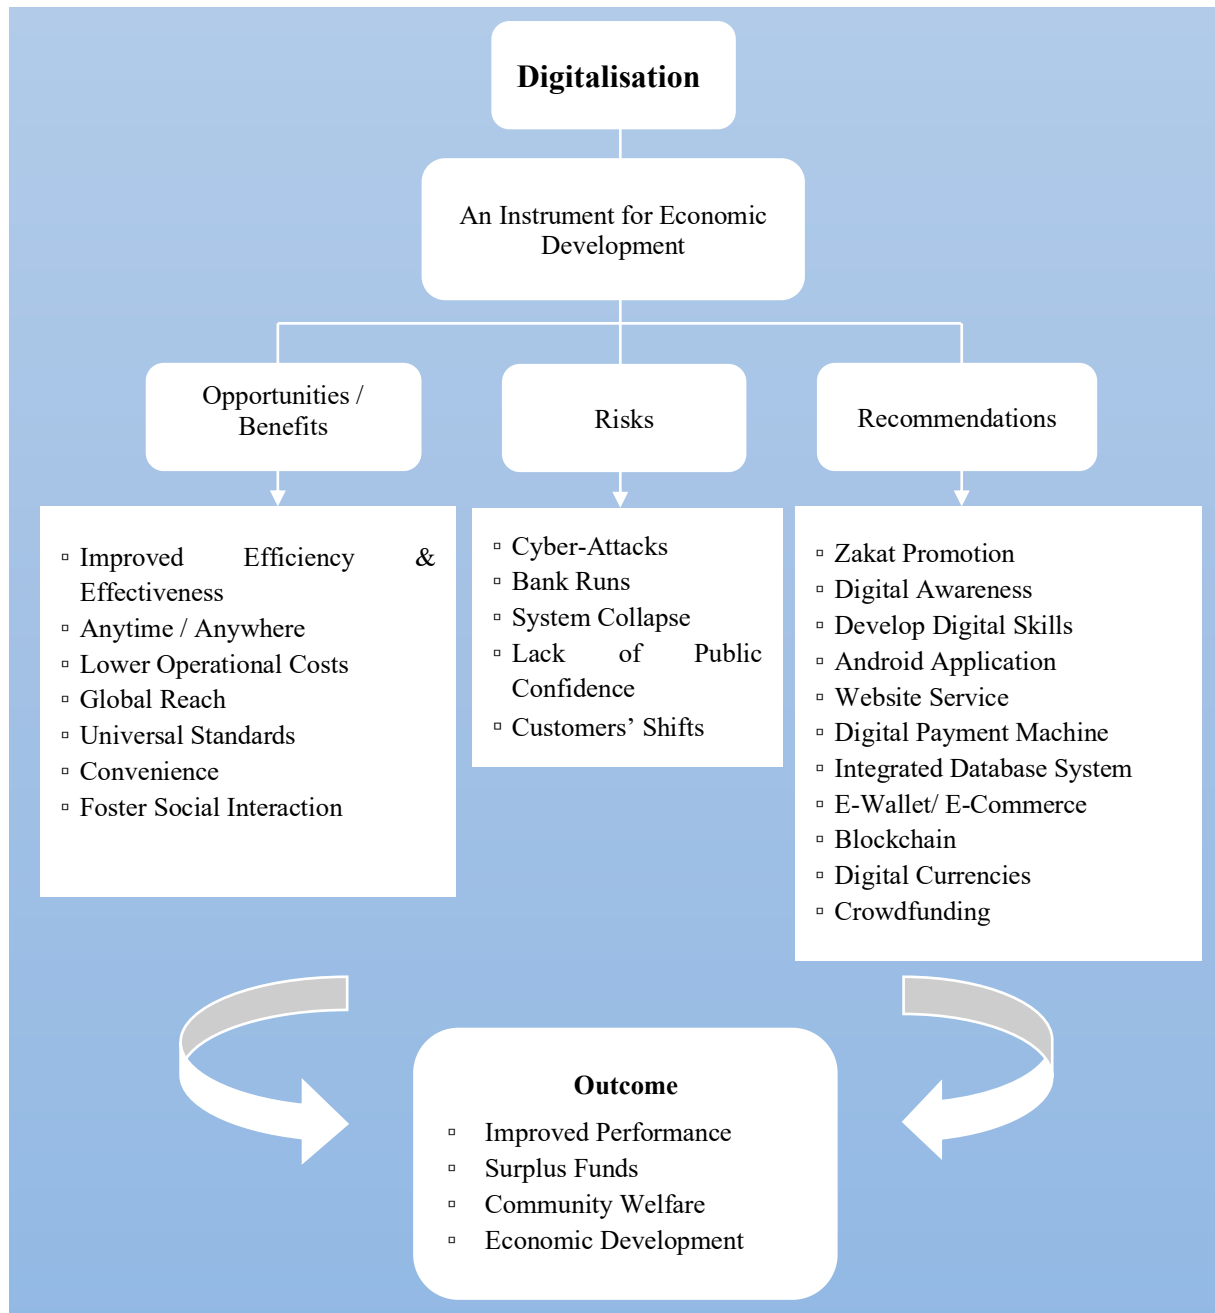 Digitalisation
An Instrument for Economic
Development
Opportunities /
Benefits
Risks
Recommendations
▫ Improved Efficiency &
Effectiveness
▫ Anytime / Anywhere
▫ Lower Operational Costs
▫ Global Reach
▫ Universal Standards
▫ Convenience
▫ Foster Social Interaction
▫ Cyber-Attacks
▫ Bank Runs
▫ System Collapse
▫ Lack of Public
Confidence
▫ Customers’ Shifts
▫ Zakat Promotion
▫ Digital Awareness
▫ Develop Digital Skills
▫ Android Application
▫ Website Service
▫ Digital Payment Machine
▫ Integrated Database System
▫ E-Wallet/ E-Commerce
▫ Blockchain
▫ Digital Currencies
▫ Crowdfunding
Outcome
▫ Improved Performance
▫ Surplus Funds
▫ Community Welfare
▫ Economic Development